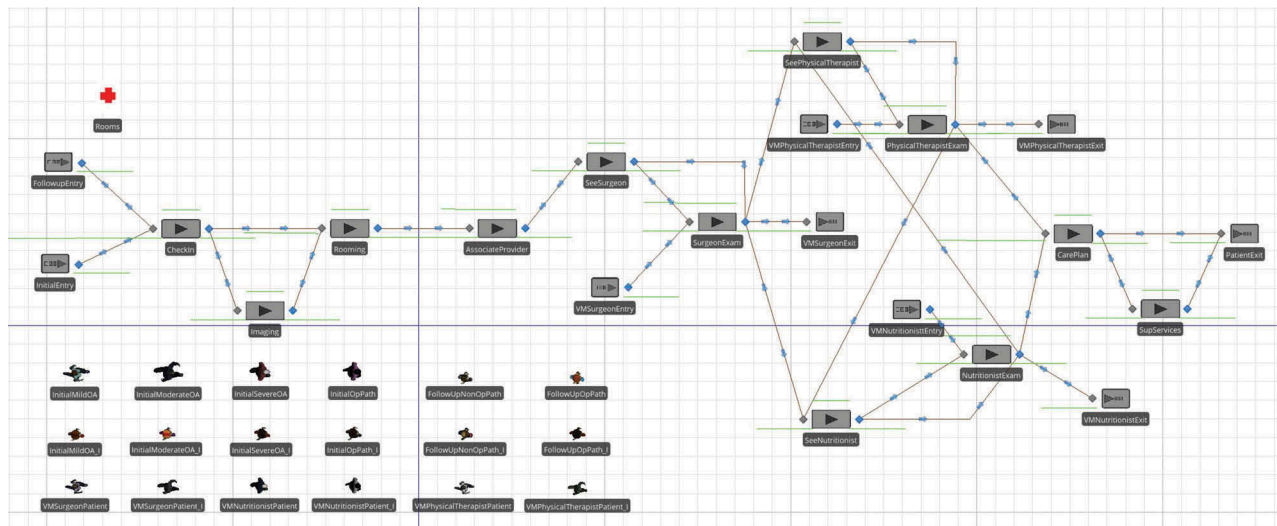 SeePhysicalTherapist
Rooms
VMPhysicalTherapistEntry
PhysicalTherapistExam
VMPhysicalTherapistExit
FollowupEntry
SeeSurgeon
CheckIn
Rooming
AssociateProvider
SurgeonExam
VMSurgeonExit
CarePlan
PatientExit
InitialEntry
VMSurgeonEntry
Imaging
VMNutritionisttEntry
SupServices
NutritionistExam
InitialMildOA
InitialModerateOA
InitialSevereOA
InitialOpPath
FollowUpNonOpPath
FollowUpOpPath
VMNutritionistExit
SeeNutritionist
InitialMildOA_I
InitialModerateOA_I
InitialSevereOA_I
InitialOpPath_I
FollowUpNonOpPath_I
FollowUpOpPath_I
VMSurgeonPatient
VMSurgeonPatient_I
VMNutritionistPatient
VMNutritionistPatient_I
VMPhysicalTherapistPatient
VMPhysicalTherapistPatient_I